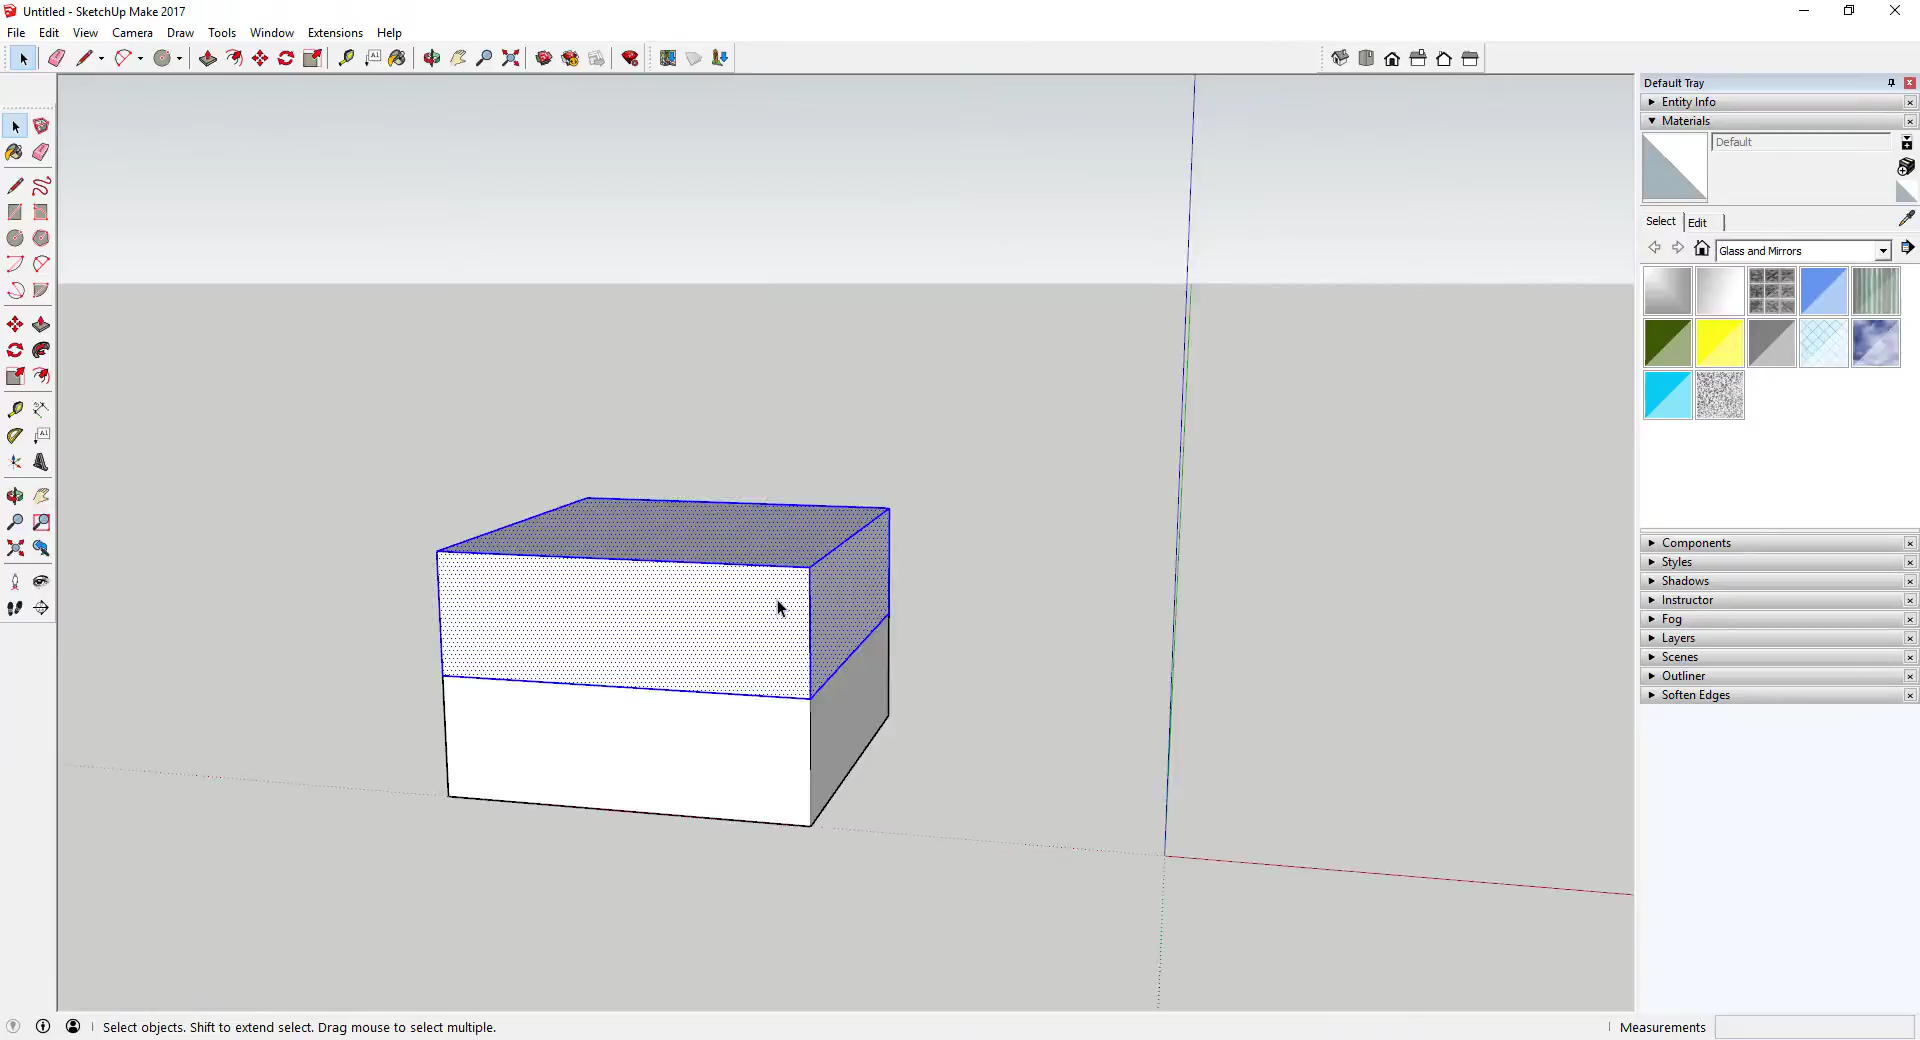 Untitled - SketchUp Make 2017
File Edit View Camera Draw Tools Window Extensions Help
Default Tray
Entity Info
Materials
Default
Select Edit
Glass and Mirrors
Components
Styles
Shadows
Instructor
Fog
Layers
Scenes
Outliner
Soften Edges
Select objects. Shift to extend select. Drag mouse to select multiple.
Measurements